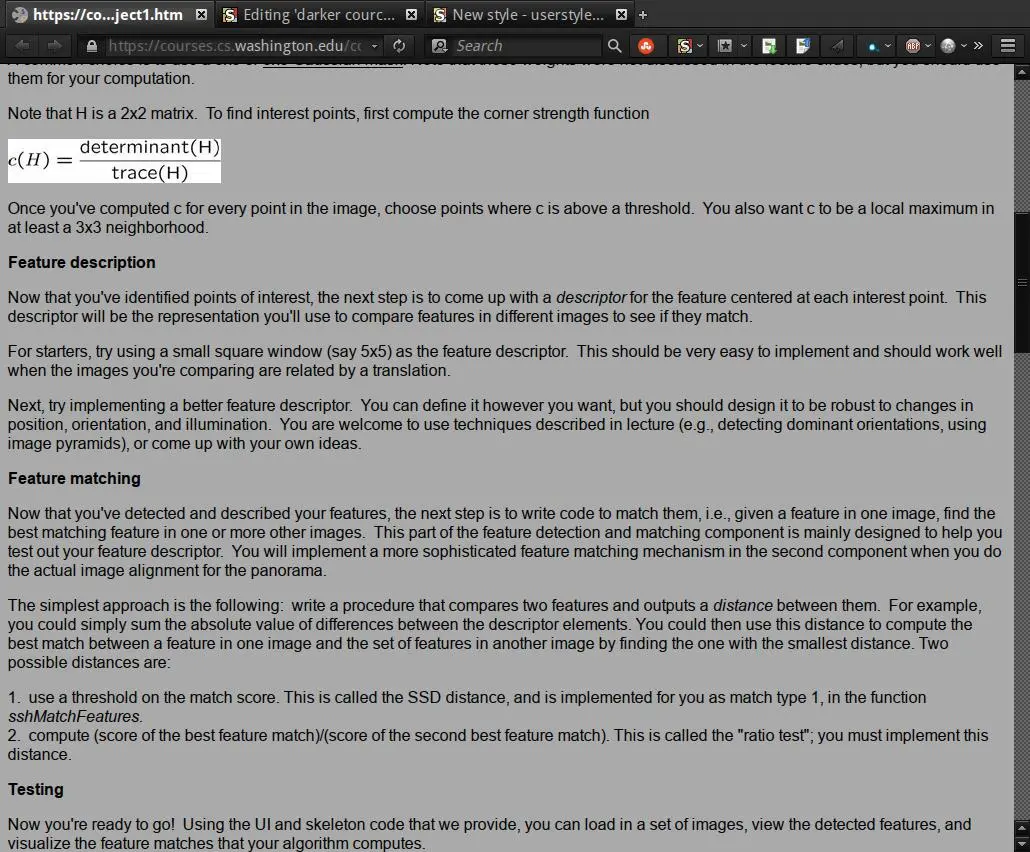 https://co...ject1.htm
Editing 'darker courc...
New style - userstyle...
https://courses.cs.washington.edu/cc
Search
ABP
them for your computation.
Note that H is a 2x2 matrix.  To find interest points, first compute the corner strength function
c(H) = determinant(H)
trace(H)
Once you've computed c for every point in the image, choose points where c is above a threshold.  You also want c to be a local maximum in
at least a 3x3 neighborhood.
Feature description
Now that you've identified points of interest, the next step is to come up with a descriptor for the feature centered at each interest point.  This
descriptor will be the representation you'll use to compare features in different images to see if they match.
For starters, try using a small square window (say 5x5) as the feature descriptor.  This should be very easy to implement and should work well
when the images you're comparing are related by a translation.
Next, try implementing a better feature descriptor.  You can define it however you want, but you should design it to be robust to changes in
position, orientation, and illumination.  You are welcome to use techniques described in lecture (e.g., detecting dominant orientations, using
image pyramids), or come up with your own ideas.
Feature matching
Now that you've detected and described your features, the next step is to write code to match them, i.e., given a feature in one image, find the
best matching feature in one or more other images.  This part of the feature detection and matching component is mainly designed to help you
test out your feature descriptor.  You will implement a more sophisticated feature matching mechanism in the second component when you do
the actual image alignment for the panorama.
The simplest approach is the following:  write a procedure that compares two features and outputs a distance between them.  For example,
you could simply sum the absolute value of differences between the descriptor elements. You could then use this distance to compute the
best match between a feature in one image and the set of features in another image by finding the one with the smallest distance. Two
possible distances are:
1.  use a threshold on the match score. This is called the SSD distance, and is implemented for you as match type 1, in the function
sshMatchFeatures.
2.  compute (score of the best feature match)/(score of the second best feature match). This is called the "ratio test"; you must implement this
distance.
Testing
Now you're ready to go!  Using the UI and skeleton code that we provide, you can load in a set of images, view the detected features, and
visualize the feature matches that your algorithm computes.